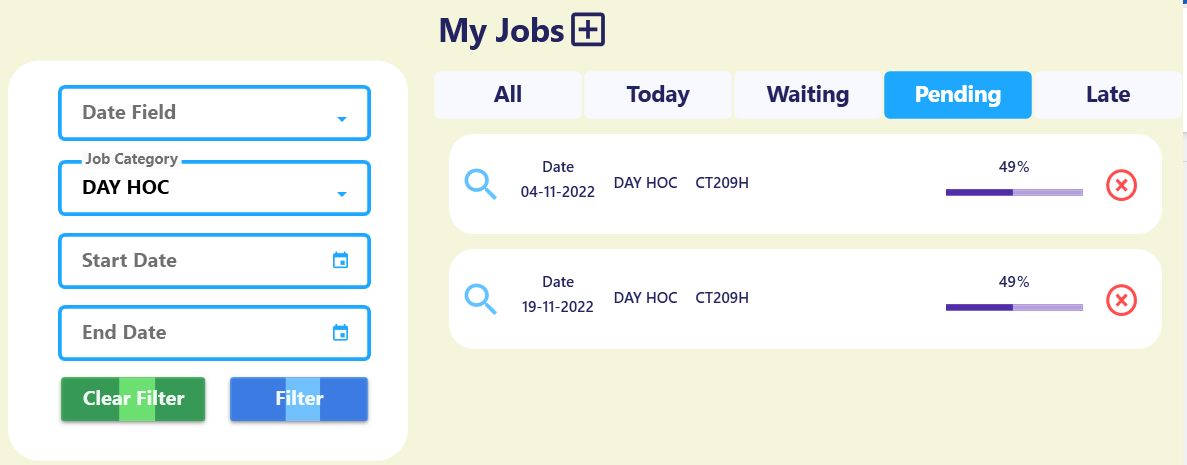 My Jobs
Date Field
Job Category
DAY HOC
Start Date
End Date
Clear Filter Filter
All Today Waiting Pending Late
Date
04-11-2022 DAY HOC CT209H 49%
Date
19-11-2022 DAY HOC CT209H 49%